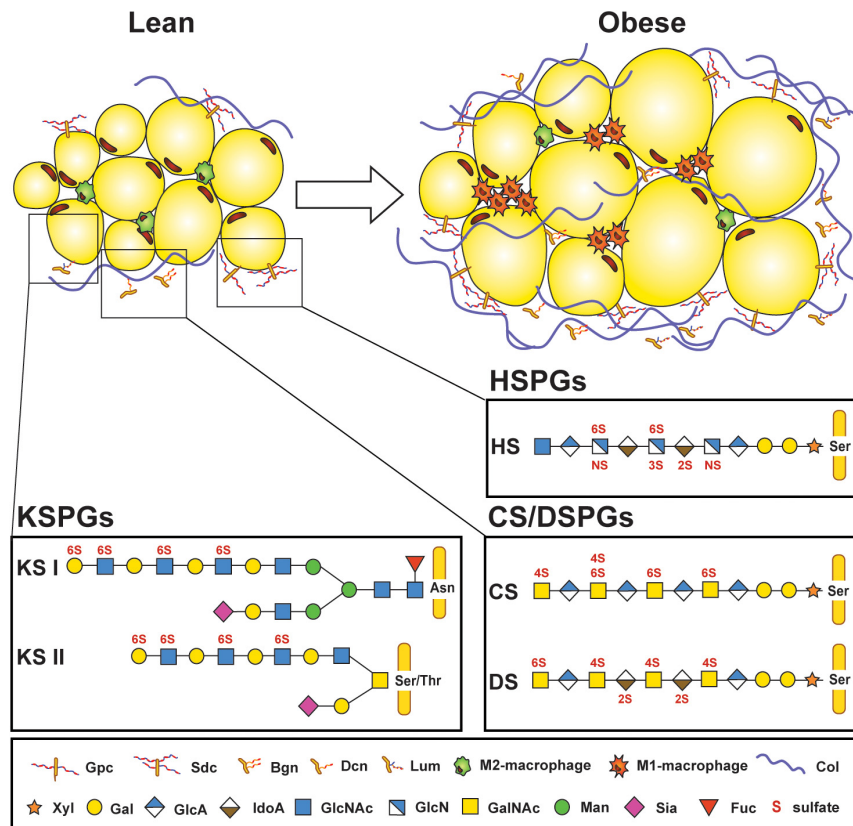 Lean
Obese
HSPGs
6S 6S
HS Ser
NS 3S 2S NS
KSPGs
6S 6S 6S 6S
KS I
Asn
6S 6S 6S 6S
KS II
Ser/Thr
CS/DSPGs
4S
4S 6S 6S 6S
CS Ser
6S 4S 4S 4S
DS Ser
2S 2S
Gpc Sdc Bgn Dcn Lum M2-macrophage M1-macrophage Col
Xyl Gal GlcA IdoA GlcNAc GlcN GalNAc Man Sia Fuc S sulfate